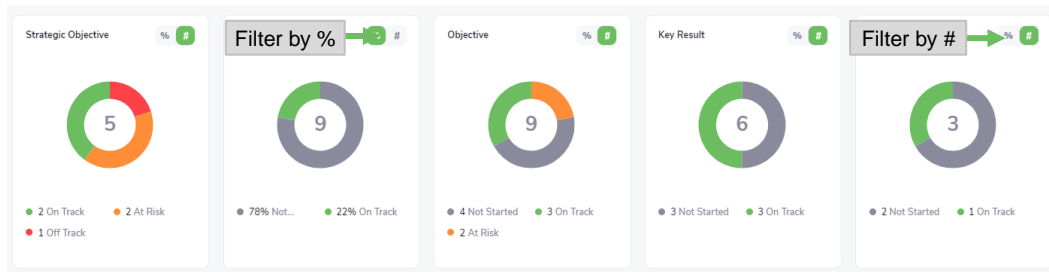 Strategic Objective
% #
5
2 On Track
2 At Risk
1 Off Track
Filter by %
#
9
78% Not...
22% On Track
Objective
% #
9
4 Not Started
3 On Track
2 At Risk
Key Result
% #
6
3 Not Started
3 On Track
Filter by #
% #
3
2 Not Started
1 On Track